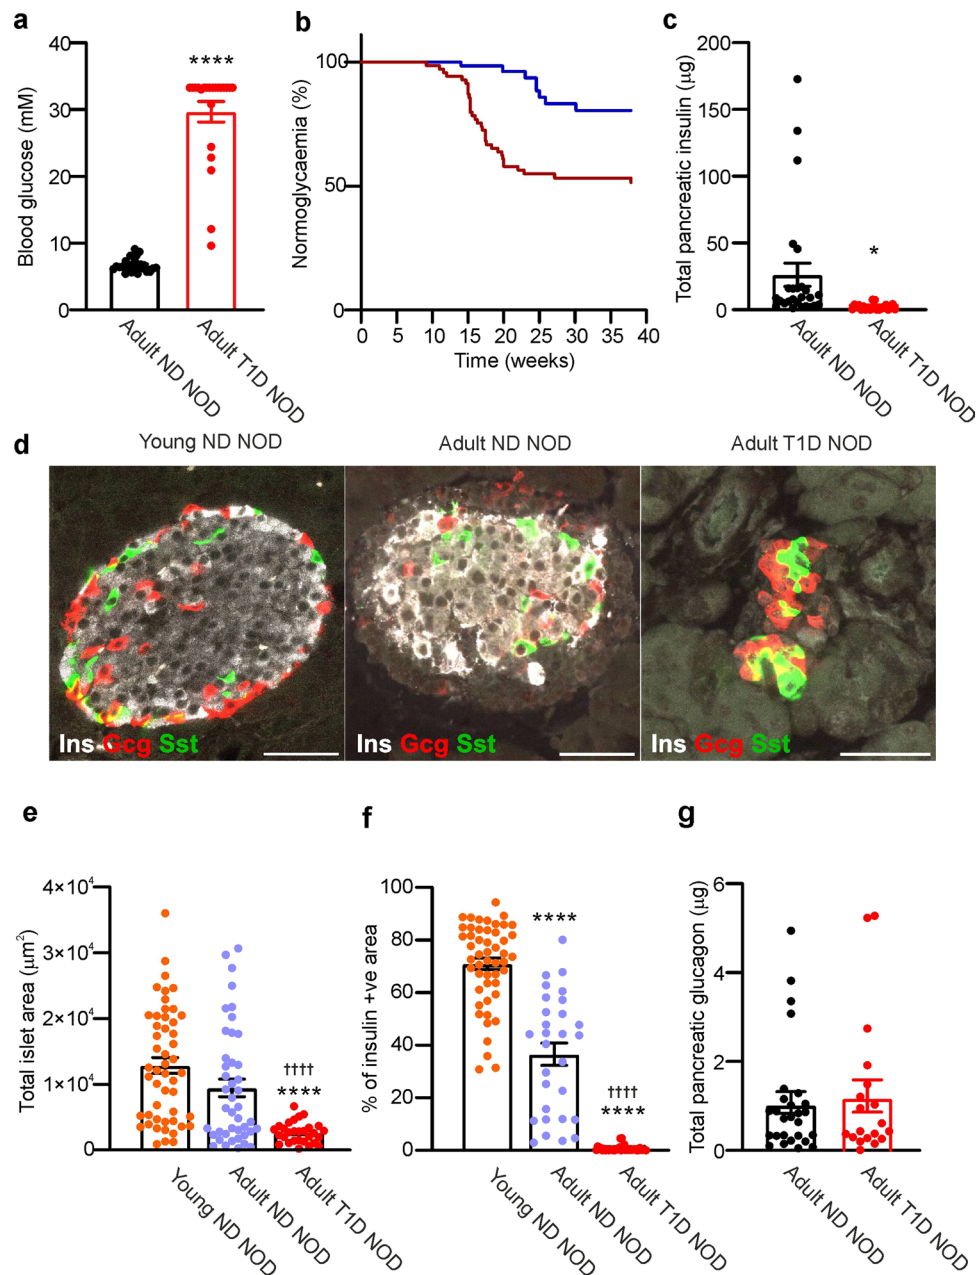 a
Blood glucose (mM)
40
30
20
10
0
****
Adult ND NOD
Adult T1D NOD
b
Normoglycaemia (%)
100
50
0
0 5 10 15 20 25 30 35 40
Time (weeks)
c
Total pancreatic insulin (μg)
200
150
100
50
0
*
Adult ND NOD
Adult T1D NOD
d
Young ND NOD
Adult ND NOD
Adult T1D NOD
Ins Gcg Sst
Ins Gcg Sst
Ins Gcg Sst
e
Total islet area (μm²)
4×10⁴
3×10⁴
2×10⁴
1×10⁴
0
††††
****
Young ND NOD
Adult ND NOD
Adult T1D NOD
f
% of insulin +ve area
100
80
60
40
20
0
****
††††
****
Young ND NOD
Adult ND NOD
Adult T1D NOD
g
Total pancreatic glucagon (μg)
6
4
2
0
Adult ND NOD
Adult T1D NOD